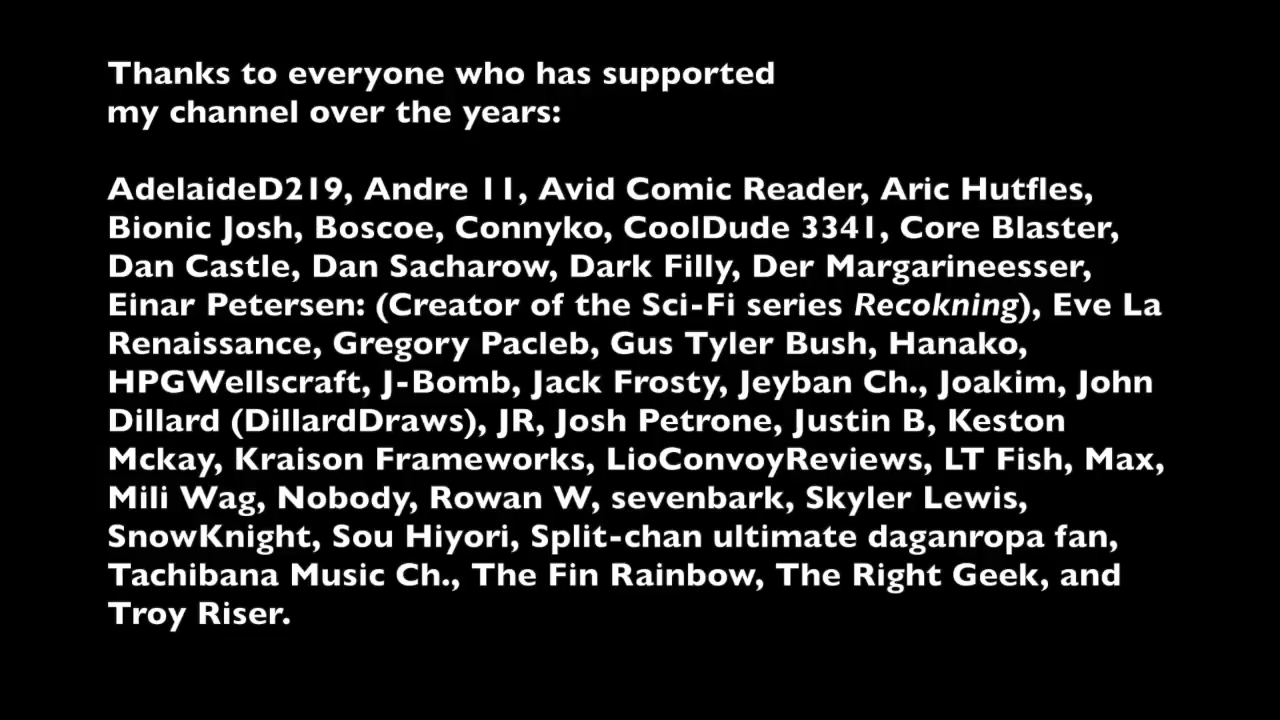 Thanks to everyone who has supported
my channel over the years:
AdelaideD219, Andre 11, Avid Comic Reader, Aric Hutfles,
Bionic Josh, Boscoe, Connyko, CoolDude 3341, Core Blaster,
Dan Castle, Dan Sacharow, Dark Filly, Der Margarineesser,
Einar Petersen: (Creator of the Sci-Fi series Recokning), Eve La
Renaissance, Gregory Pacleb, Gus Tyler Bush, Hanako,
HPGWellscraft, J-Bomb, Jack Frosty, Jeyban Ch., Joakim, John
Dillard (DillardDraws), JR, Josh Petrone, Justin B, Keston
Mckay, Kraison Frameworks, LioConvoyReviews, LT Fish, Max,
Mili Wag, Nobody, Rowan W, sevenbark, Skyler Lewis,
SnowKnight, Sou Hiyori, Split-chan ultimate daganropa fan,
Tachibana Music Ch., The Fin Rainbow, The Right Geek, and
Troy Riser.